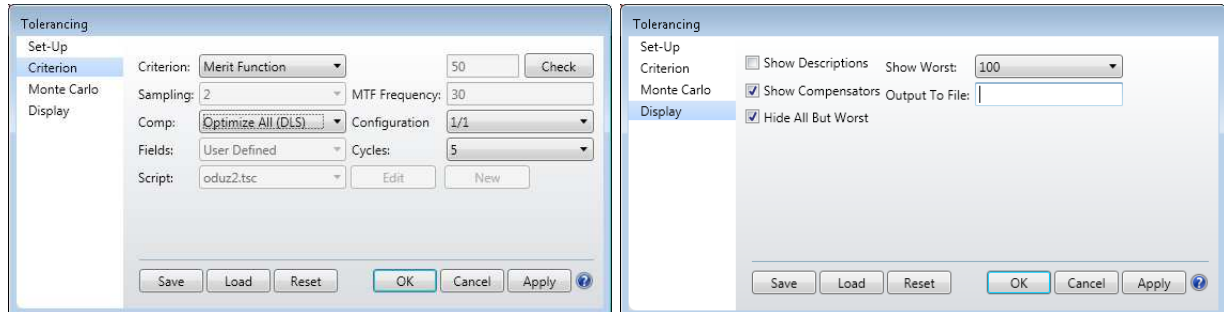 Tolerancing
Set-Up
Criterion
Monte Carlo
Display
Criterion: Merit Function 50 Check
Sampling: 2 MTF Frequency: 30
Comp: Optimize All (DLS) Configuration 1/1
Fields: User Defined Cycles: 5
Script: oduz2.tsc Edit New
Save Load Reset OK Cancel Apply ?
Tolerancing
Set-Up
Criterion
Monte Carlo
Display
Show Descriptions Show Worst: 100
Show Compensators Output To File:
Hide All But Worst
Save Load Reset OK Cancel Apply ?